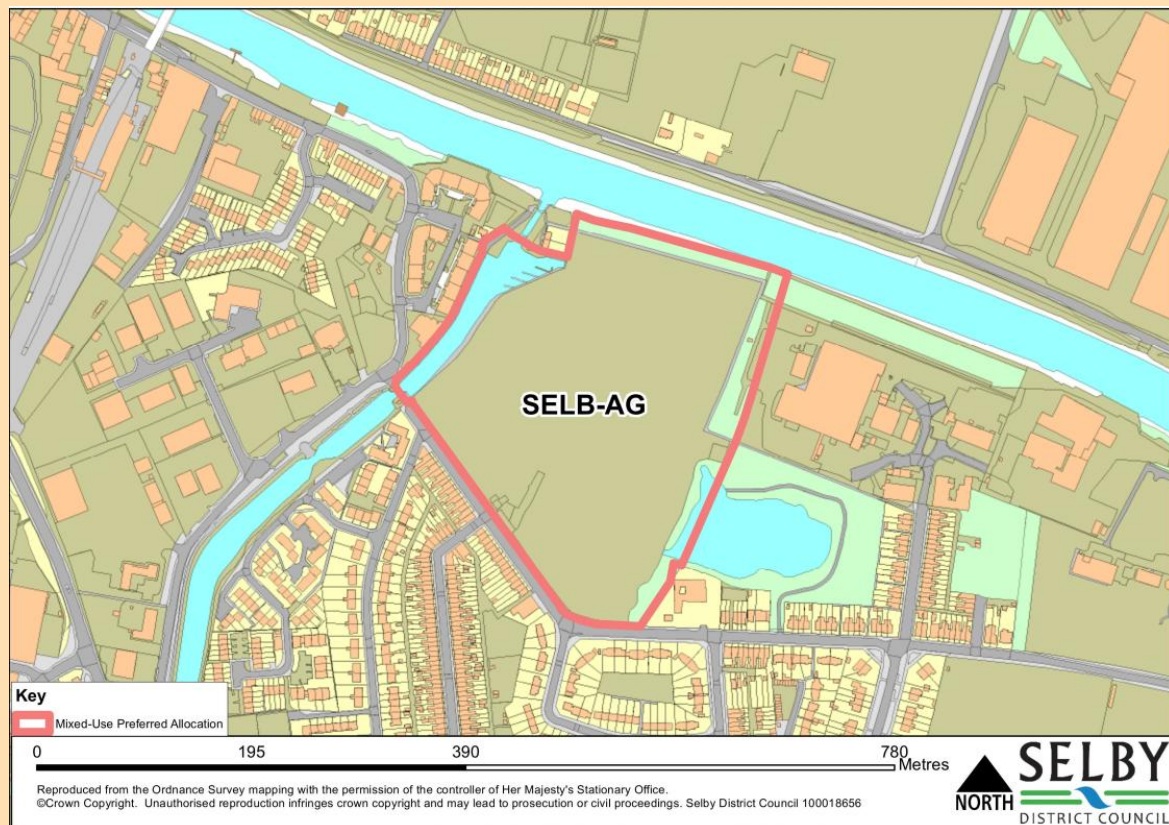 SELB-AG
Key
Mixed-Use Preferred Allocation
0 195 390 780
Metres
Reproduced from the Ordnance Survey mapping with the permission of the controller of Her Majesty's Stationary Office.
©Crown Copyright. Unauthorised reproduction infringes crown copyright and may lead to prosecution or civil proceedings. Selby District Council 100018656
NORTH
SELBY
DISTRICT COUNCIL